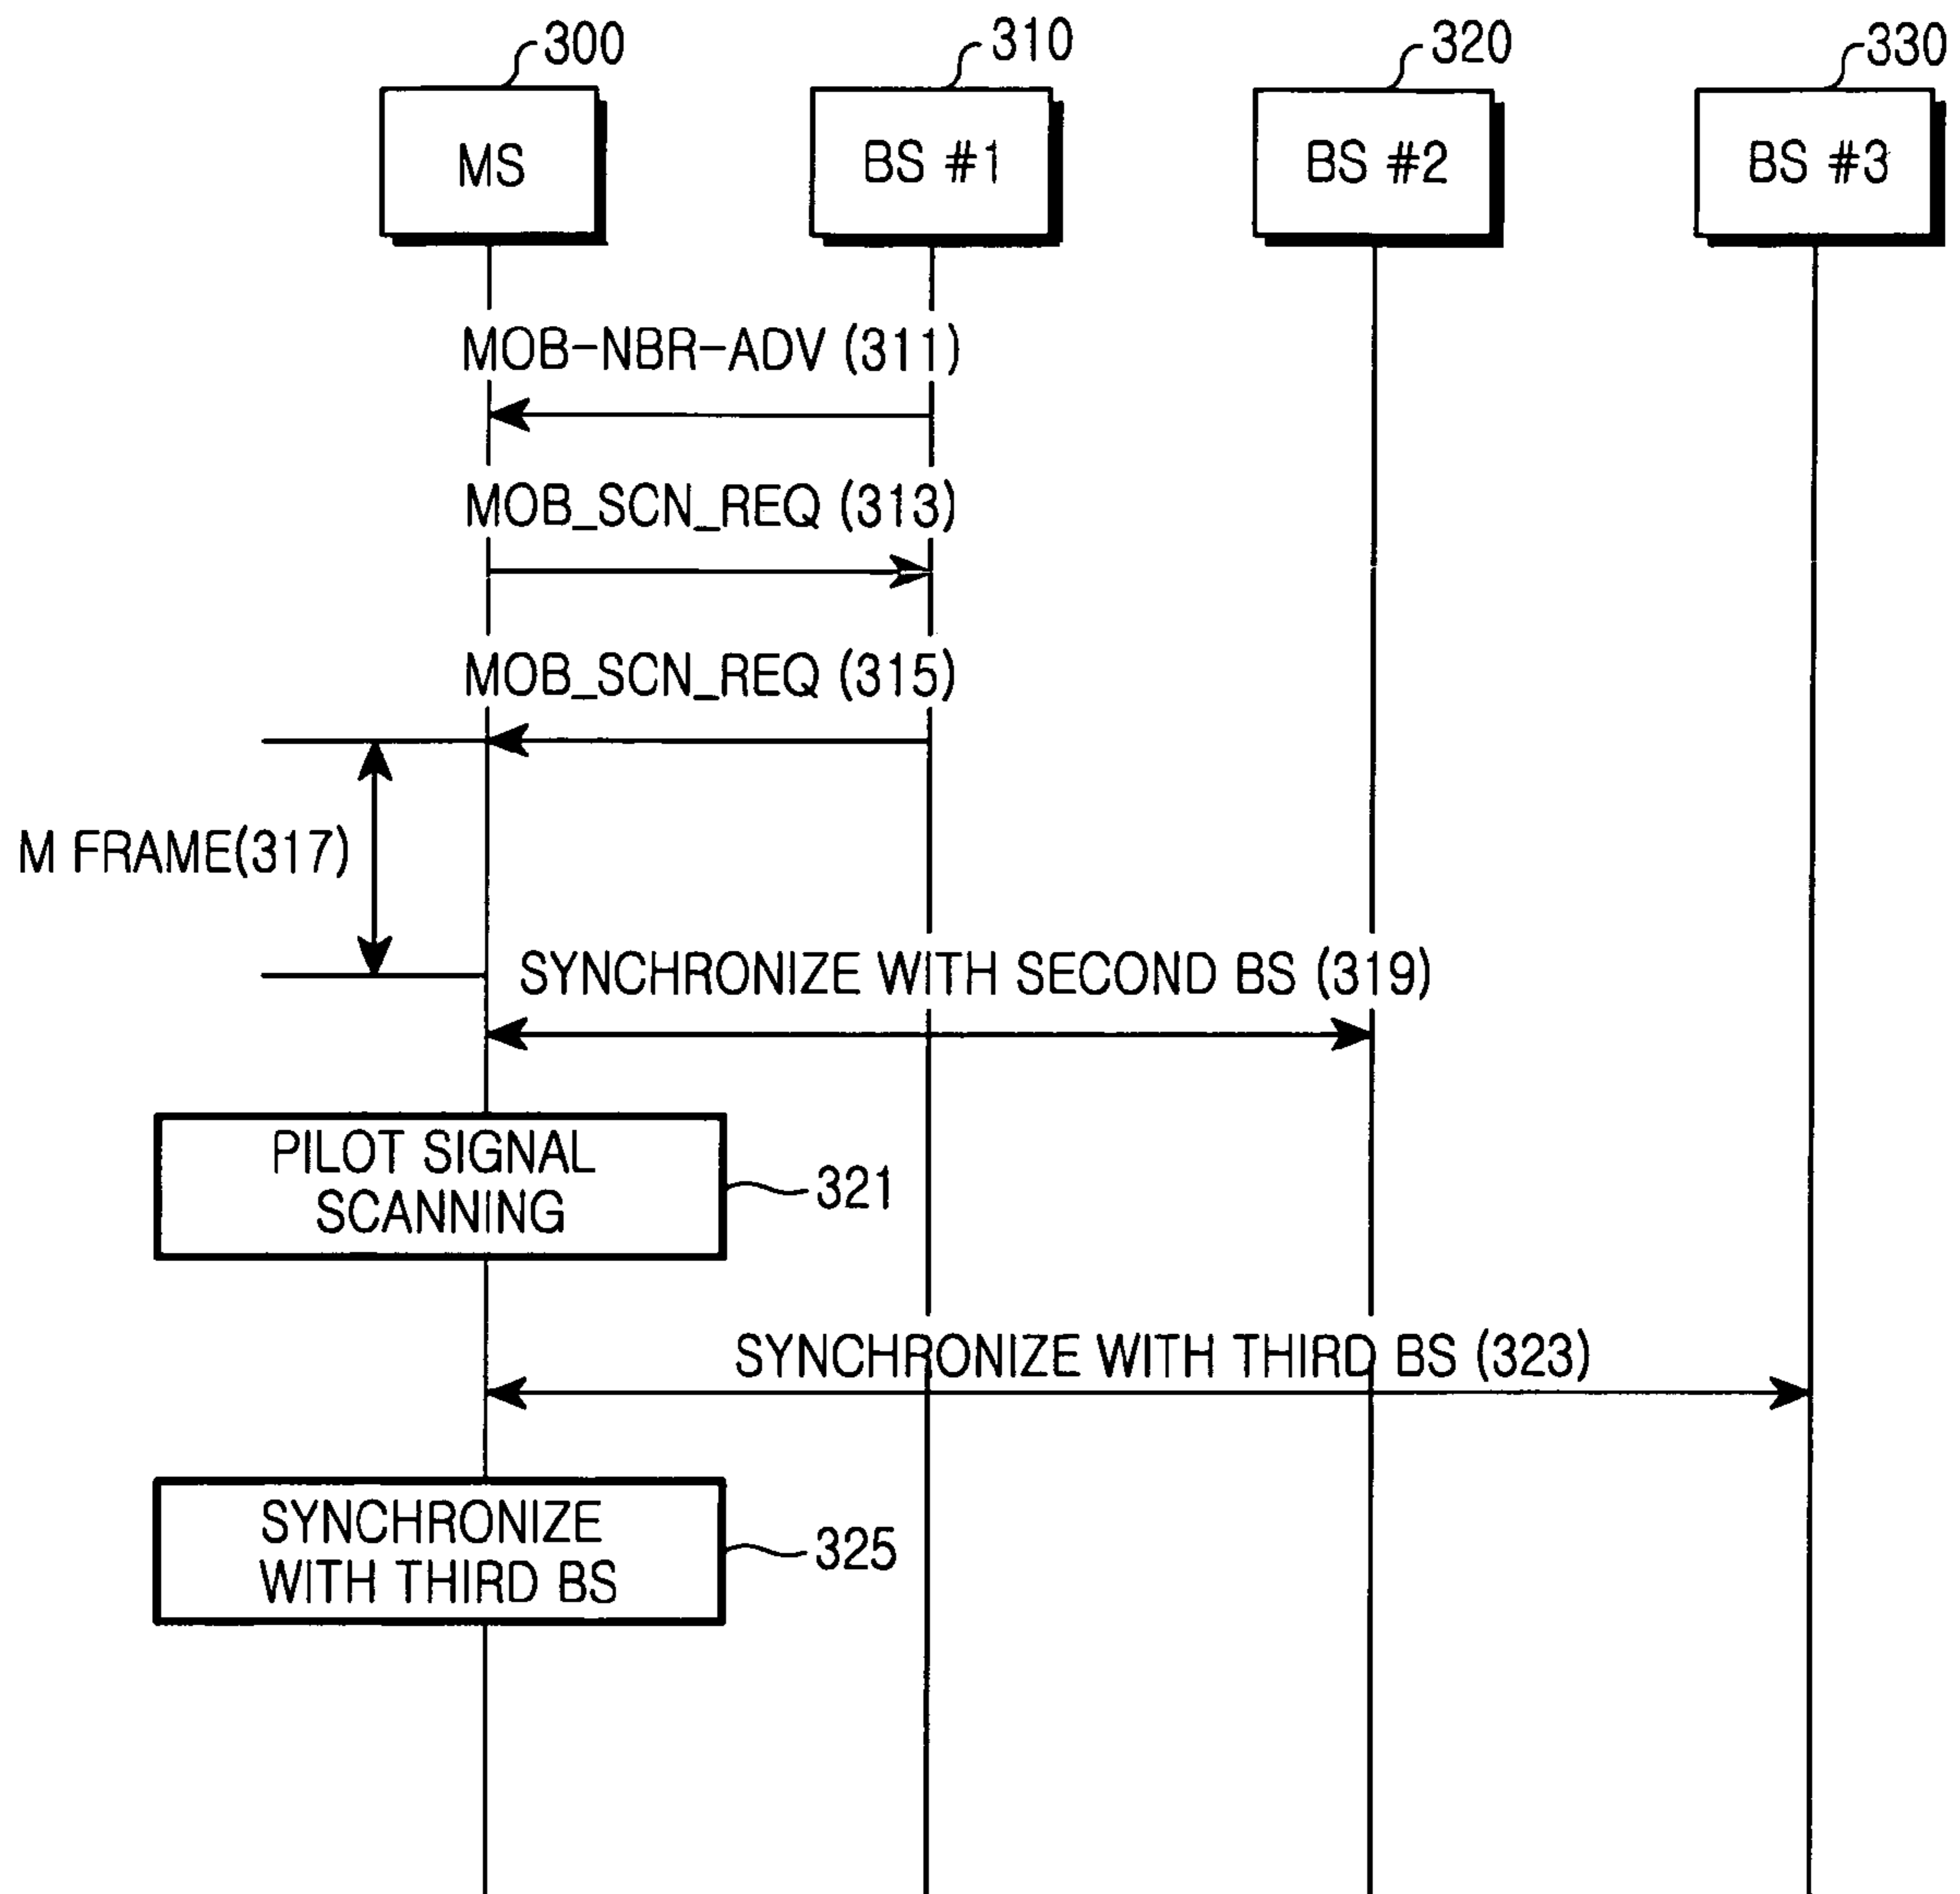 300
310
320
330
MS
BS #1
BS #2
BS #3
MOB-NBR-ADV (311)
MOB_SCN_REQ (313)
MOB_SCN_REQ (315)
M FRAME(317)
SYNCHRONIZE WITH SECOND BS (319)
PILOT SIGNAL
SCANNING
321
SYNCHRONIZE WITH THIRD BS (323)
SYNCHRONIZE
WITH THIRD BS
325